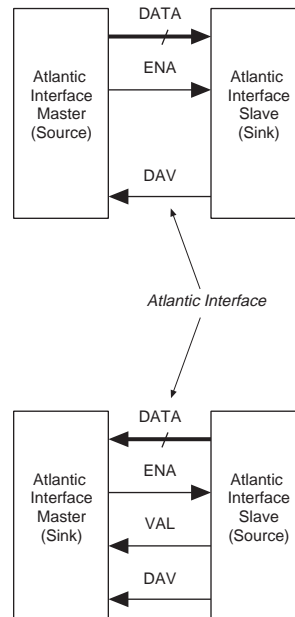 DATA
Atlantic
Interface
Master
(Source)
ENA
Atlantic
Interface
Slave
(Sink)
DAV
Atlantic Interface
DATA
Atlantic
Interface
Master
(Sink)
ENA
VAL
Atlantic
Interface
Slave
(Source)
DAV